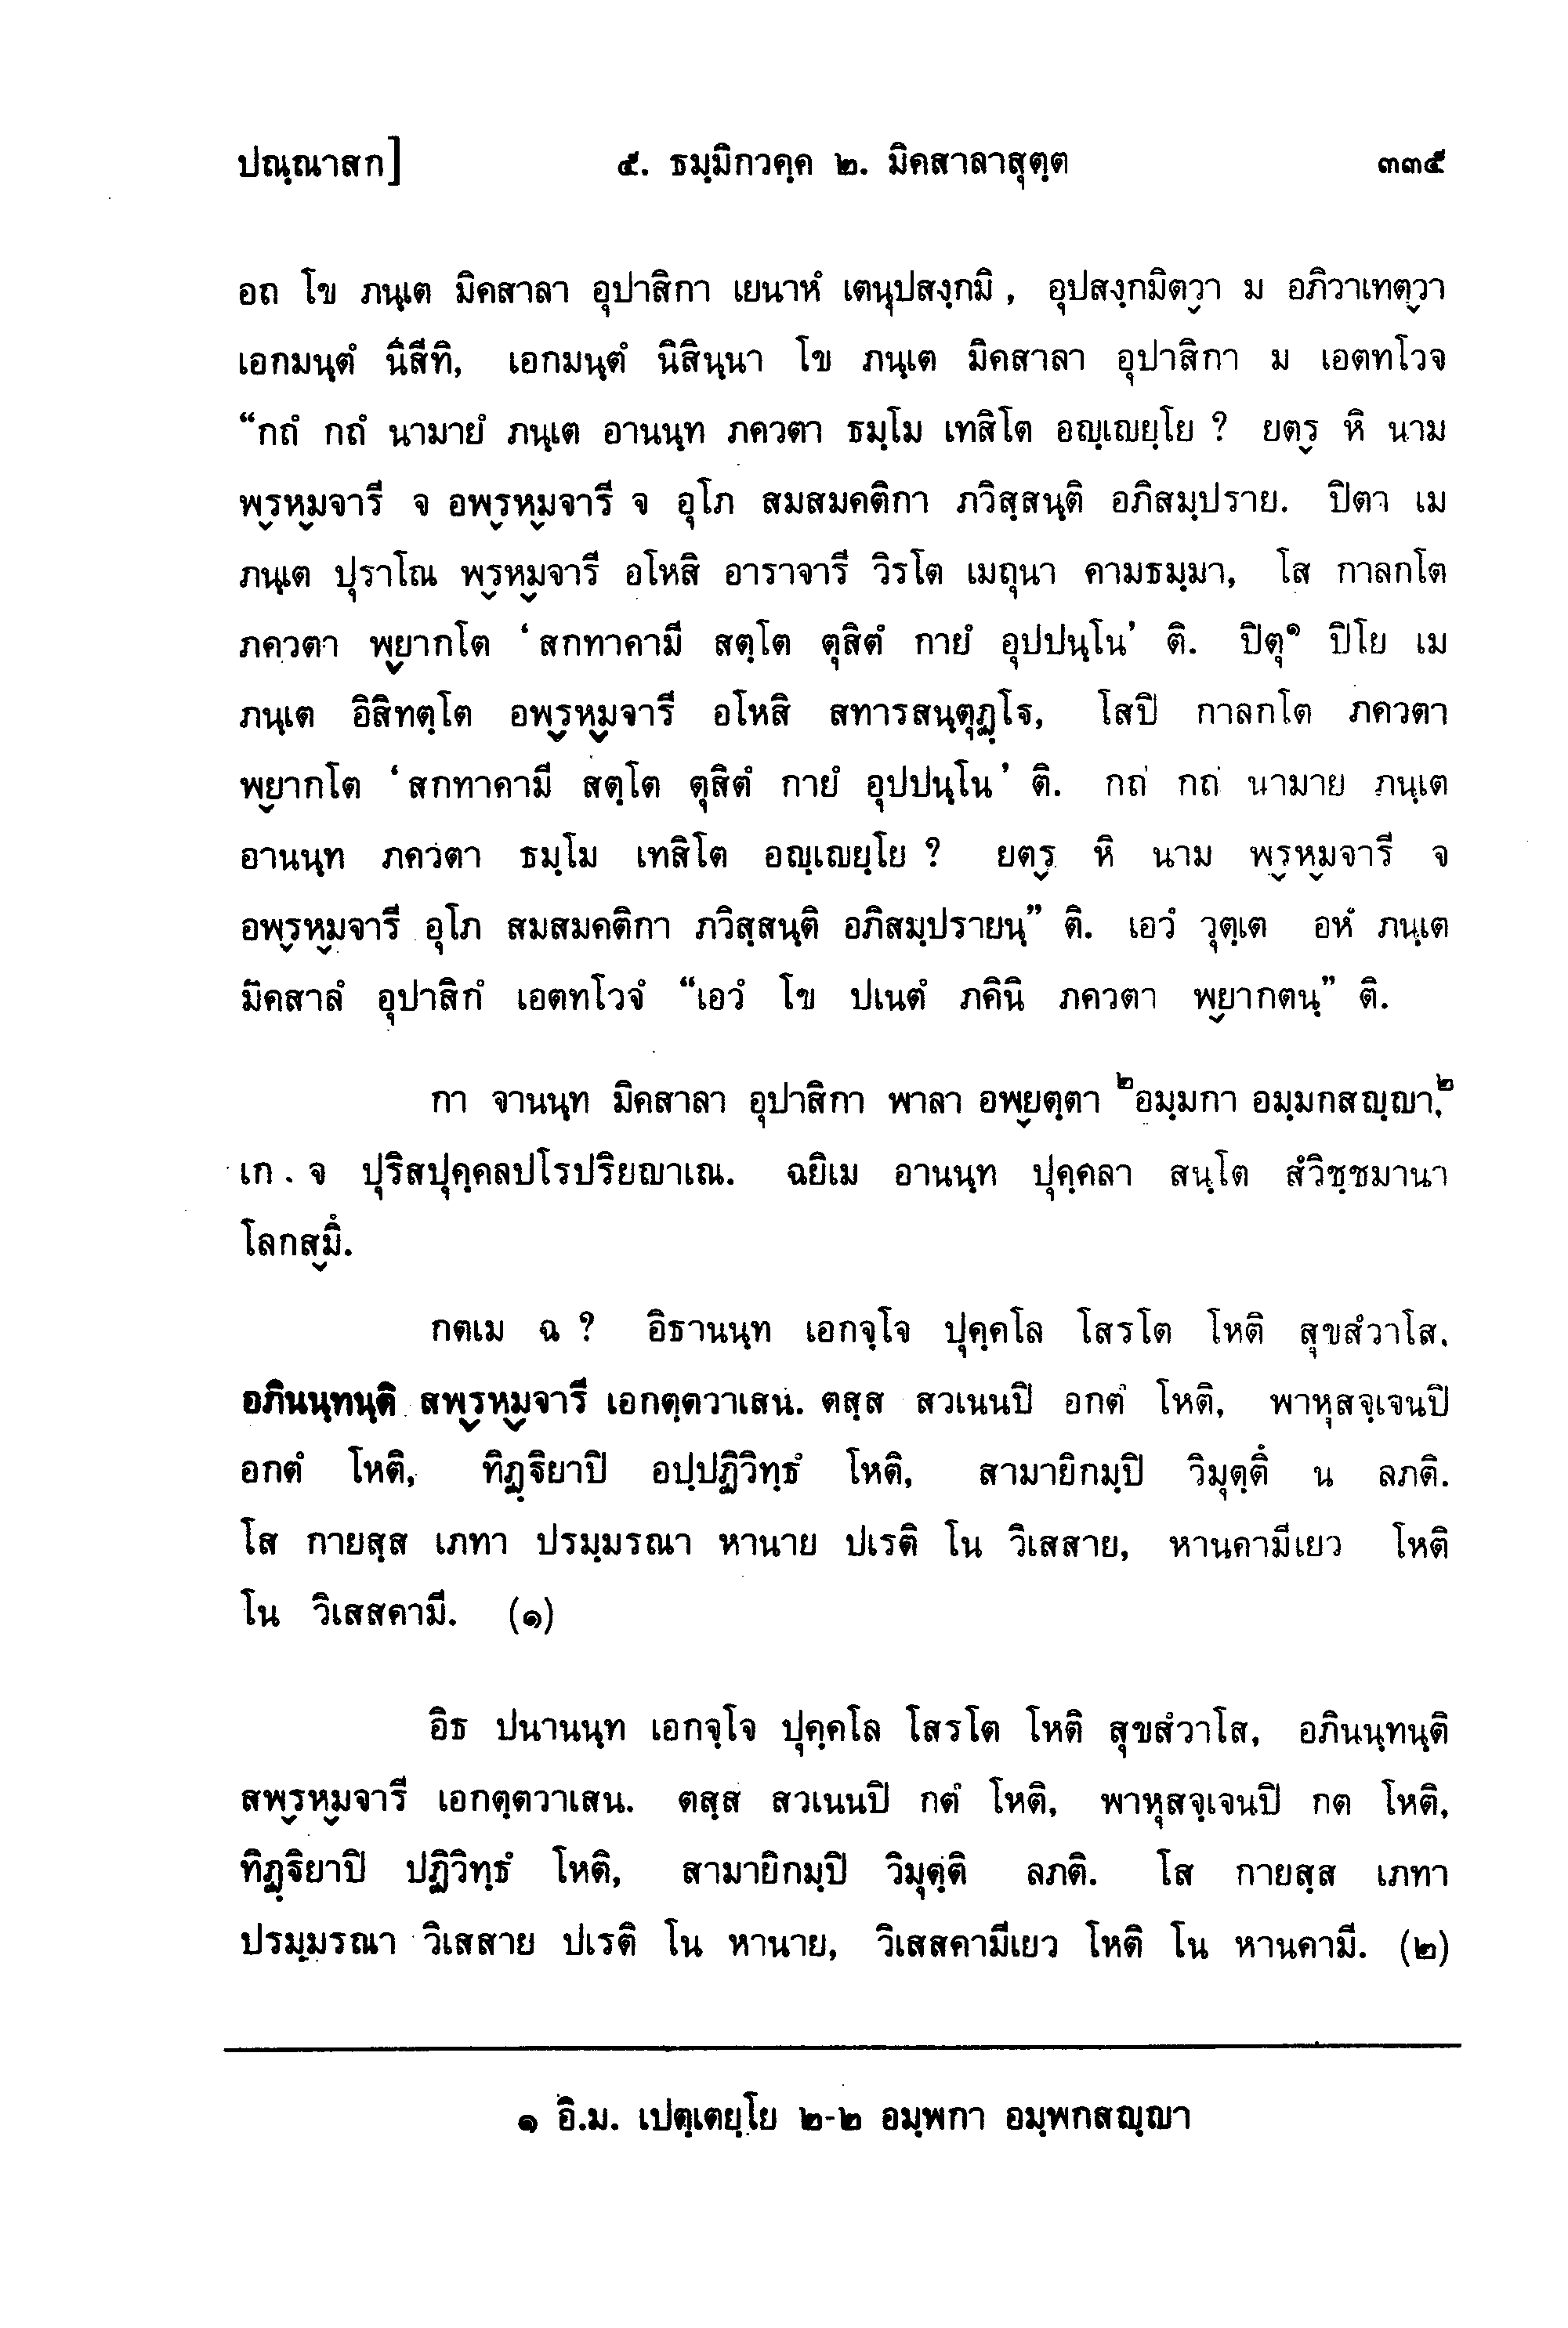 ปณฺณาสก] ๕. ธมฺมิกวคฺค ๒. มิคสาลาสุตฺต ๓๓๕
อถ โข ภนฺเต มิคสาลา อุปาสิกา เยนาหํ เตนุปสงฺกมิ, อุปสงฺกมิตฺวา ม อภิวาเทตฺวา
เอกมนฺตํ นิสีทิ, เอกมนฺตํ นิสินฺนา โข ภนฺเต มิคสาลา อุปาสิกา ม เอตทโวจ
“กถํ กถํ นามายํ ภนฺเต อานนฺท ภควตา ธมฺโม เทสิโต อญฺเญยฺโย ? ยตฺร หิ นาม
พฺรหฺมจารี จ อพฺรหฺมจารี จ อุโภ สมสมคติกา ภวิสฺสนฺติ อภิสมฺปราย. ปิตา เม
ภนฺเต ปุราโณ พฺรหฺมจารี อโหสิ อาราจารี วิรโต เมถุนา คามธมฺมา, โส กาลกโต
ภควตา พฺยากโต ‘สกทาคามี สตฺโต ตุสิตํ กายํ อุปปนฺโน’ ติ. ปิตุ๑ ปิโย เม
ภนฺเต อิสิทตฺโต อพฺรหฺมจารี อโหสิ สทารสนฺตุฏฺโฐ, โสปิ กาลกโต ภควตา
พฺยากโต ‘สกทาคามี สตฺโต ตุสิตํ กายํ อุปปนฺโน’ ติ. กถํ กถํ นามาย ภนฺเต
อานนฺท ภควตา ธมฺโม เทสิโต อญฺเญยฺโย ? ยตฺร หิ นาม พฺรหฺมจารี จ
อพฺรหฺมจารี อุโภ สมสมคติกา ภวิสฺสนฺติ อภิสมฺปรายนฺ” ติ. เอวํ วุตฺเต อหํ ภนฺเต
มิคสาลํ อุปาสิกํ เอตทโวจํ “เอวํ โข ปเนตํ ภคินิ ภควตา พฺยากตนฺ” ติ.
กา จานนฺท มิคสาลา อุปาสิกา พาลา อพฺยตฺตา ๒อมฺมกา อมฺมกสญฺญา,๒
เก . จ ปุริสปุคฺคลปโรปริยญาเณ. ฉยิเม อานนฺท ปุคฺคลา สนฺโต สํวิชฺชมานา
โลกสฺมึ.
กตเม ฉ ? อิธานนฺท เอกจฺโจ ปุคฺคโล โสรโต โหติ สุขสํวาโส,
อภินนฺทนฺติ สพฺรหฺมจารี เอกตฺตวาเสน. ตสฺส สวเนนปิ อกตํ โหติ, พาหุสจฺเจนปิ
อกตํ โหติ, ทิฏฺฐิยาปิ อปฺปฏิวิทฺธํ โหติ, สามายิกมฺปิ วิมุตฺตึ น ลภติ.
โส กายสฺส เภทา ปรมฺมรณา หานาย ปเรติ โน วิเสสาย, หานคามีเยว โหติ
โน วิเสสคามี. (๑)
อิธ ปนานนฺท เอกจฺโจ ปุคฺคโล โสรโต โหติ สุขสํวาโส, อภินนฺทนฺติ
สพฺรหฺมจารี เอกตฺตวาเสน. ตสฺส สวเนนปิ กตํ โหติ, พาหุสจฺเจนปิ กต โหติ,
ทิฏฺฐิยาปิ ปฏิวิทฺธํ โหติ, สามายิกมฺปิ วิมุตฺติ ลภติ. โส กายสฺส เภทา
ปรมฺมรณา วิเสสาย ปเรติ โน หานาย, วิเสสคามีเยว โหติ โน หานคามี. (๒)
๑ อิ.ม. เปตฺเตยฺโย ๒-๒ อมฺพกา อมฺพกสญฺญา